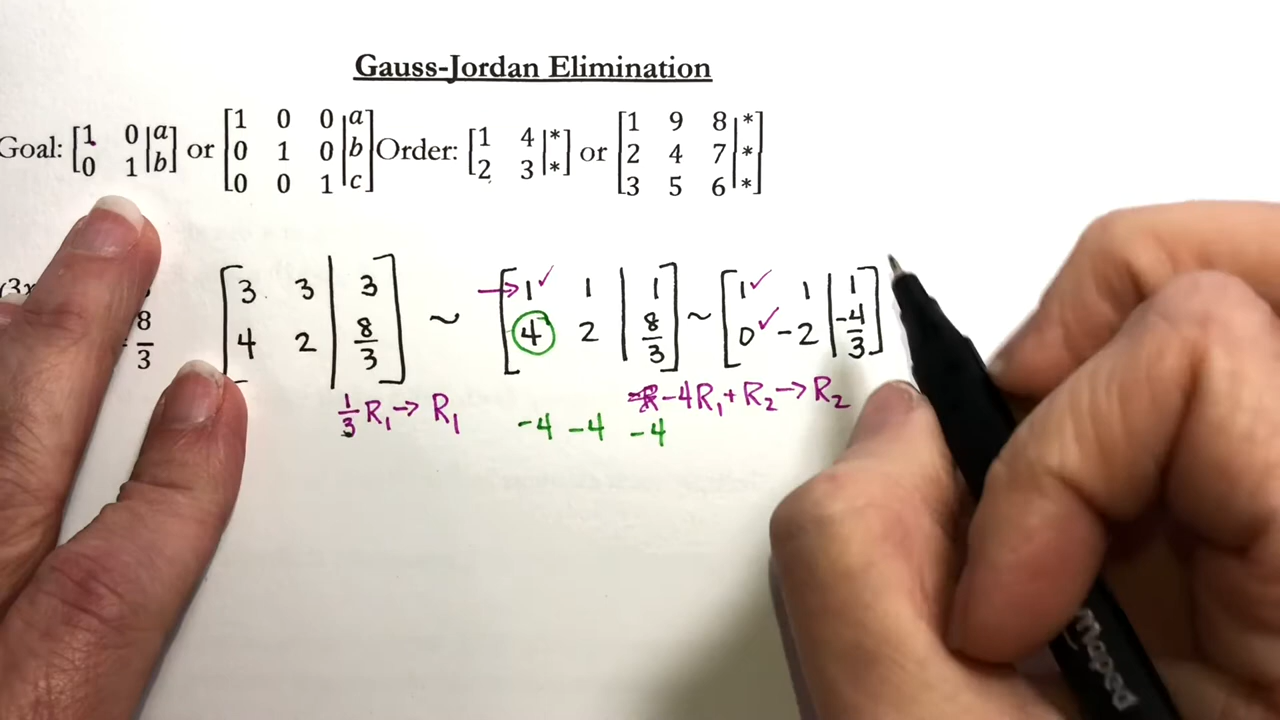 Gauss-Jordan Elimination
Goal: [1 0 | a] or [1 0 0 | a] Order: [1 4 | *] or [1 9 8 | *]
[0 1 | b] [0 1 0 | b] [2 3 | *] [2 4 7 | *]
[0 0 1 | c] [3 5 6 | *]
[3 3 | 3] ~ → [1 ✓ 1 | 1] ~ [1 ✓ 1 | 1]
8/3 [4 2 | 8/3] [4 2 | 8/3] [0 ✓ -2 | -4/3]
1/3 R₁ → R₁ -4R₁ + R₂ → R₂
-4 -4 -4
Maped